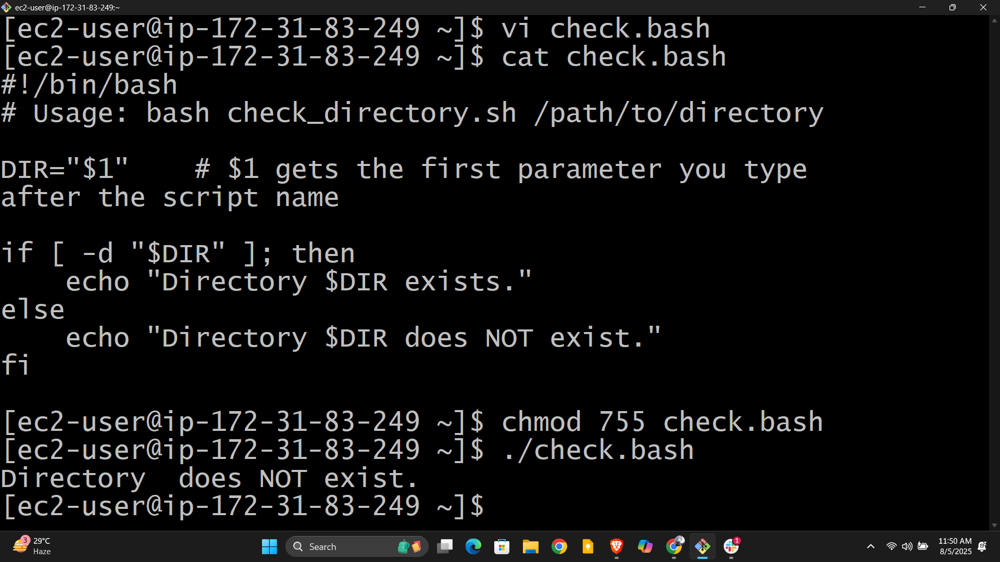 ec2-user@ip-172-31-83-249:~
[ec2-user@ip-172-31-83-249 ~]$ vi check.bash
[ec2-user@ip-172-31-83-249 ~]$ cat check.bash
#!/bin/bash
# Usage: bash check_directory.sh /path/to/directory
DIR="$1"    # $1 gets the first parameter you type
after the script name
if [ -d "$DIR" ]; then
    echo "Directory $DIR exists."
else
    echo "Directory $DIR does NOT exist."
fi
[ec2-user@ip-172-31-83-249 ~]$ chmod 755 check.bash
[ec2-user@ip-172-31-83-249 ~]$ ./check.bash
Directory  does NOT exist.
[ec2-user@ip-172-31-83-249 ~]$
3
29°C
Haze
Search
1
11:50 AM
8/5/2025